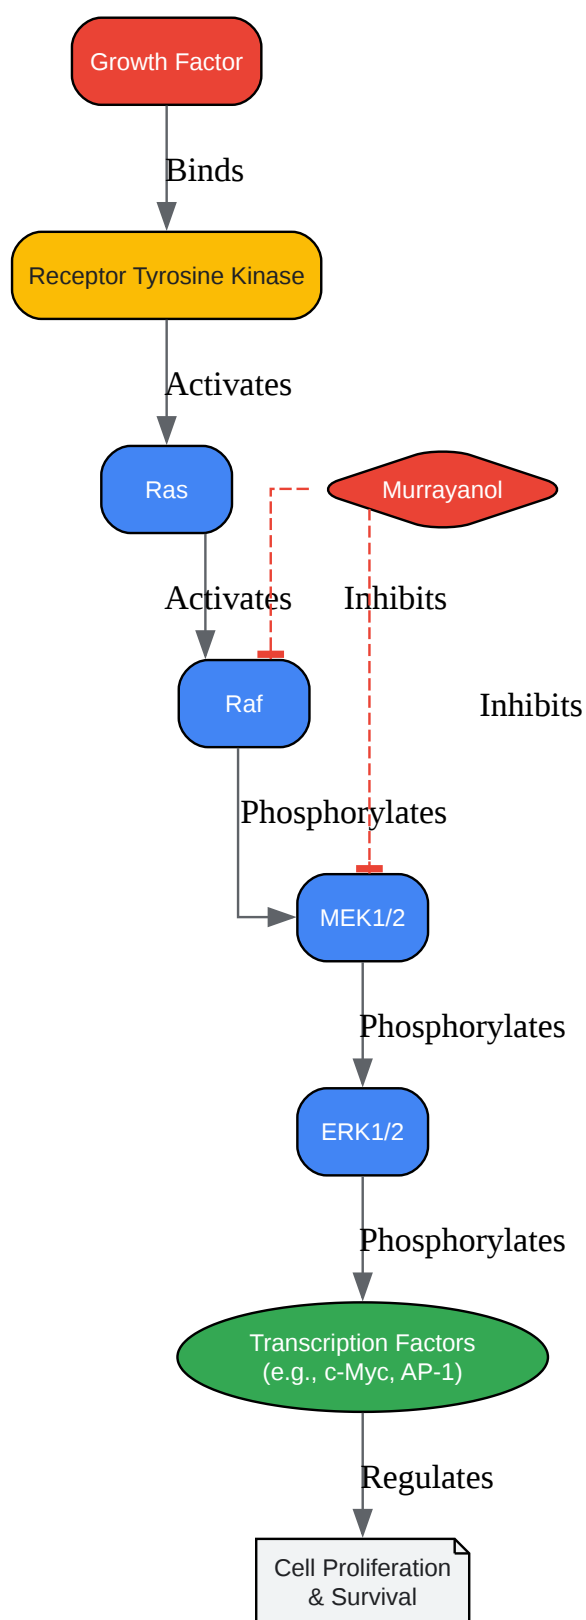 Growth Factor
Binds
Receptor Tyrosine Kinase
Activates
Ras
Murrayanol
Activates
Inhibits
Raf
Inhibits
Phosphorylates
MEK1/2
Phosphorylates
ERK1/2
Phosphorylates
Transcription Factors
(e.g., c-Myc, AP-1)
Regulates
Cell Proliferation
& Survival